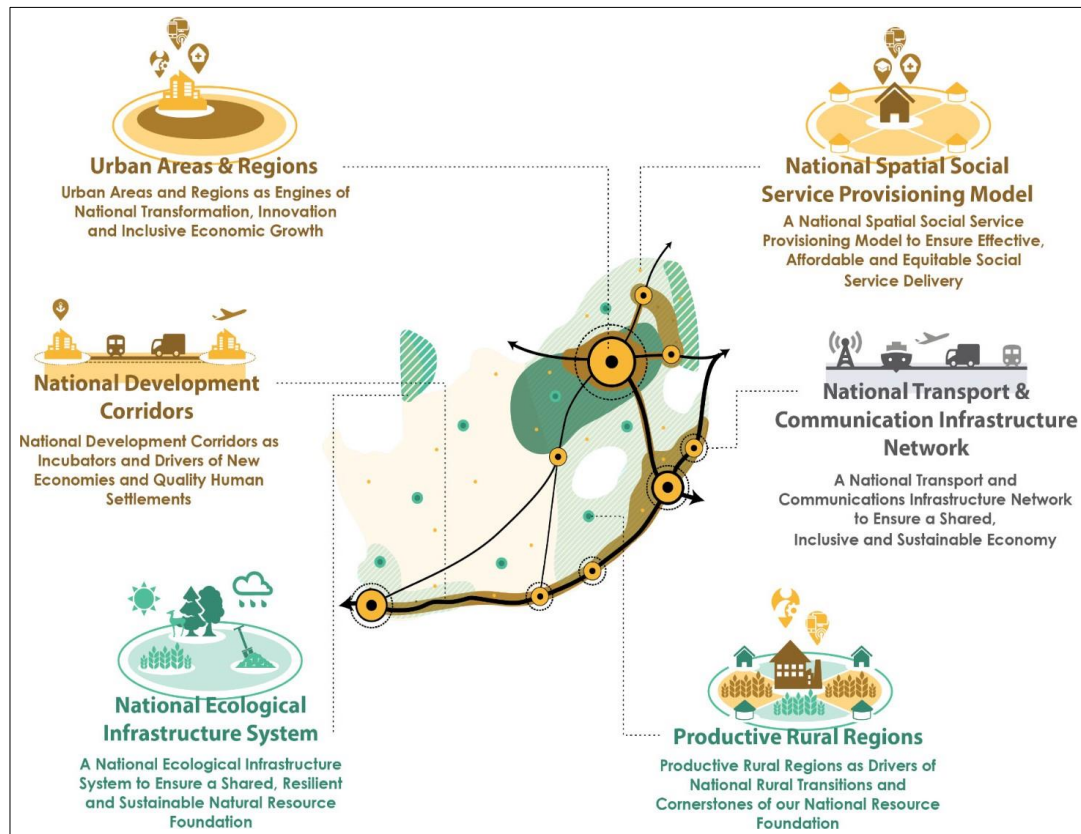 Urban Areas & Regions
Urban Areas and Regions as Engines of
National Transformation, Innovation
and Inclusive Economic Growth
National Spatial Social
Service Provisioning Model
A National Spatial Social Service
Provisioning Model to Ensure Effective,
Affordable and Equitable Social
Service Delivery
National Development
Corridors
National Development Corridors as
Incubators and Drivers of New
Economies and Quality Human
Settlements
National Transport &
Communication Infrastructure
Network
A National Transport and
Communications Infrastructure Network
to Ensure a Shared,
Inclusive and Sustainable Economy
National Ecological
Infrastructure System
A National Ecological Infrastructure
System to Ensure a Shared, Resilient
and Sustainable Natural Resource
Foundation
Productive Rural Regions
Productive Rural Regions as Drivers of
National Rural Transitions and
Cornerstones of our National Resource
Foundation